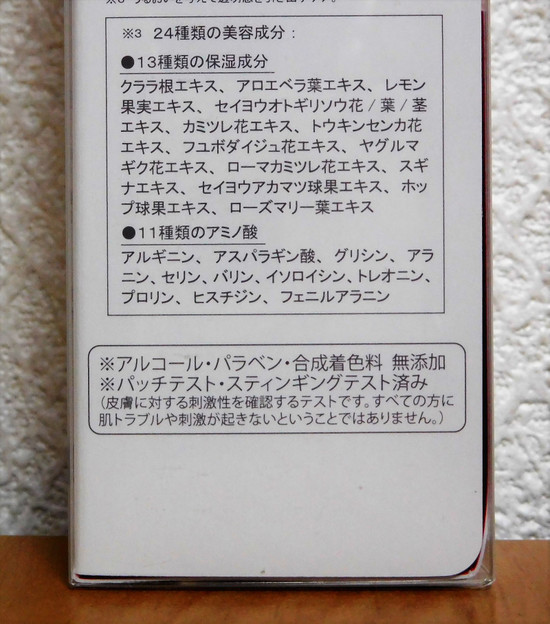 ※3 24種類の美容成分：
●13種類の保湿成分
クララ根エキス、アロエベラ葉エキス、レモン
果実エキス、セイヨウオトギリソウ花/葉/茎
エキス、カミツレ花エキス、トウキンセンカ花
エキス、フユボダイジュ花エキス、ヤグルマ
ギク花エキス、ローマカミツレ花エキス、スギ
ナエキス、セイヨウアカマツ球果エキス、ホッ
プ球果エキス、ローズマリー葉エキス
●11種類のアミノ酸
アルギニン、アスパラギン酸、グリシン、アラ
ニン、セリン、バリン、イソロイシン、トレオニン、
プロリン、ヒスチジン、フェニルアラニン
※アルコール・パラベン・合成着色料 無添加
※パッチテスト・スティンギングテスト済み
（皮膚に対する刺激性を確認するテストです。すべての方に
肌トラブルや刺激が起きないということではありません。）